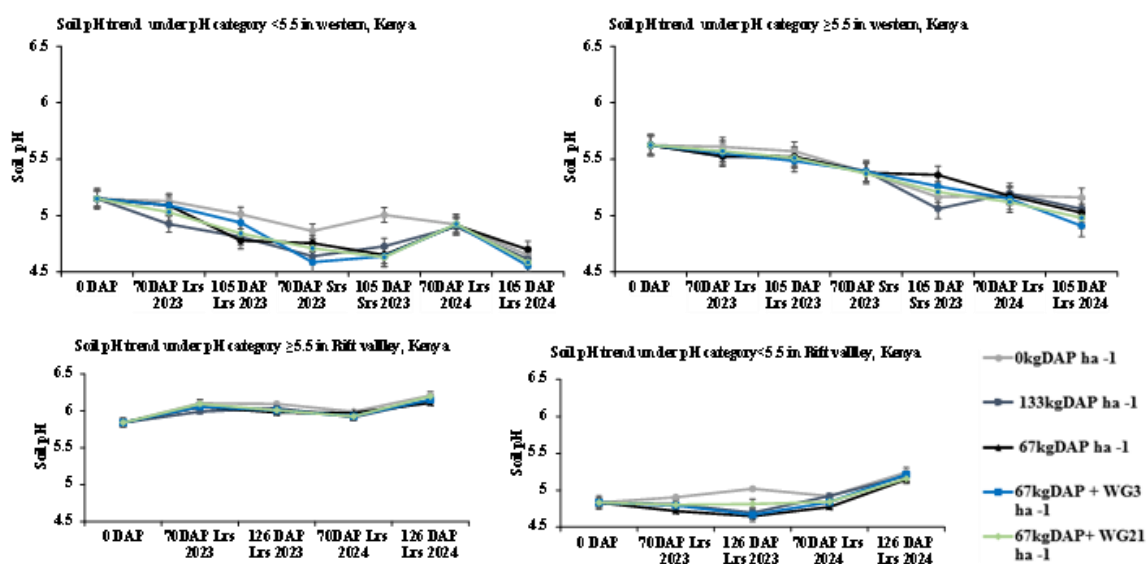 Soil pH trend under pH category <5.5 in western, Kenya
6.5
6
5.5
5
4.5
Soil pH
0 DAP
70DAP Lrs 2023
105 DAP Lrs 2023
70DAP Srs 2023
105 DAP Srs 2023
70DAP Lrs 2024
105 DAP Lrs 2024
Soil pH trend under pH category ≥5.5 in western, Kenya
6.5
6
5.5
5
4.5
Soil pH
0 DAP
70DAP Lrs 2023
105 DAP Lrs 2023
70DAP Srs 2023
105 DAP Srs 2023
70DAP Lrs 2024
105 DAP Lrs 2024
Soil pH trend under pH category ≥5.5 in Rift vallley, Kenya
6.5
6
5.5
5
4.5
Soil pH
0 DAP
70DAP Lrs 2023
126 DAP Lrs 2023
70DAP Lrs 2024
126 DAP Lrs 2024
Soil pH trend under pH category<5.5 in Rift vallley, Kenya
6.5
6
5.5
5
4.5
Soil pH
0 DAP
70DAP Lrs 2023
126 DAP Lrs 2023
70DAP Lrs 2024
126 DAP Lrs 2024
0kgDAP ha -1
133kgDAP ha -1
67kgDAP ha -1
67kgDAP + WG3
ha -1
67kgDAP+ WG21
ha -1